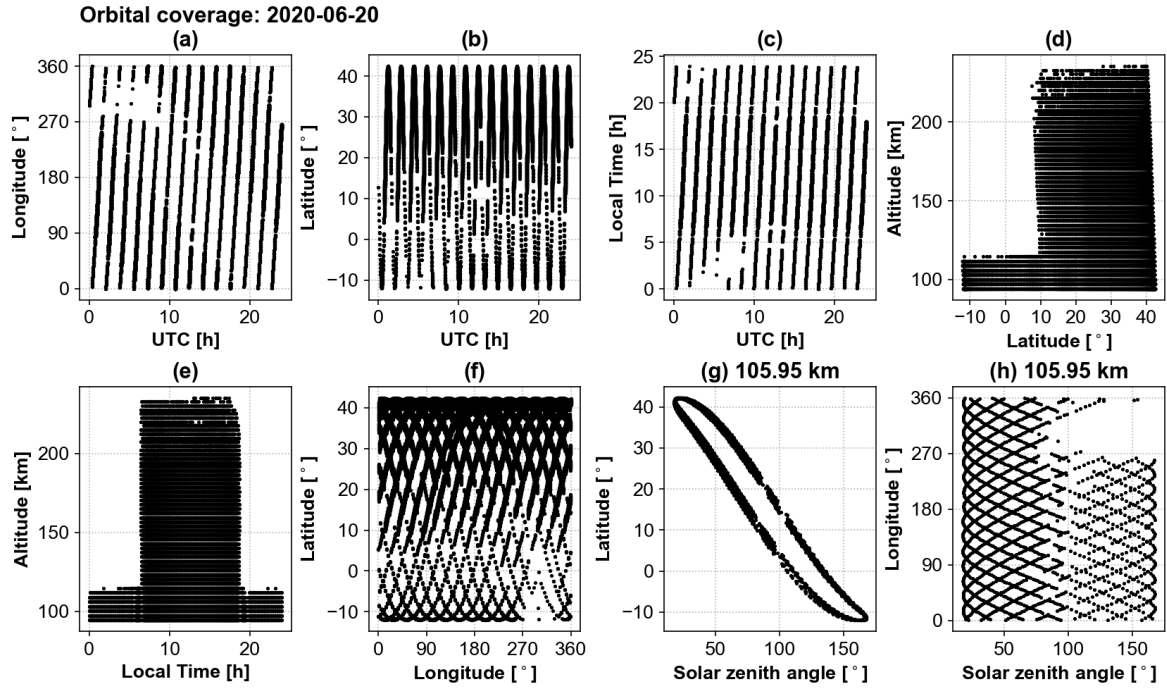 Orbital coverage: 2020-06-20
(a)
Longitude [°]
360
270
180
90
0
0
10
20
UTC [h]
(b)
Latitude [°]
40
30
20
10
0
−10
0
10
20
UTC [h]
(c)
Local Time [h]
25
20
15
10
5
0
0
10
20
UTC [h]
(d)
Altitude [km]
200
150
100
−10
0
10
20
30
40
Latitude [°]
(e)
Altitude [km]
200
150
100
0
10
20
Local Time [h]
(f)
Latitude [°]
40
30
20
10
0
−10
0
90
180
270
360
Longitude [°]
(g) 105.95 km
Latitude [°]
40
30
20
10
0
−10
50
100
150
Solar zenith angle [°]
(h) 105.95 km
Longitude [°]
360
270
180
90
0
50
100
150
Solar zenith angle [°]